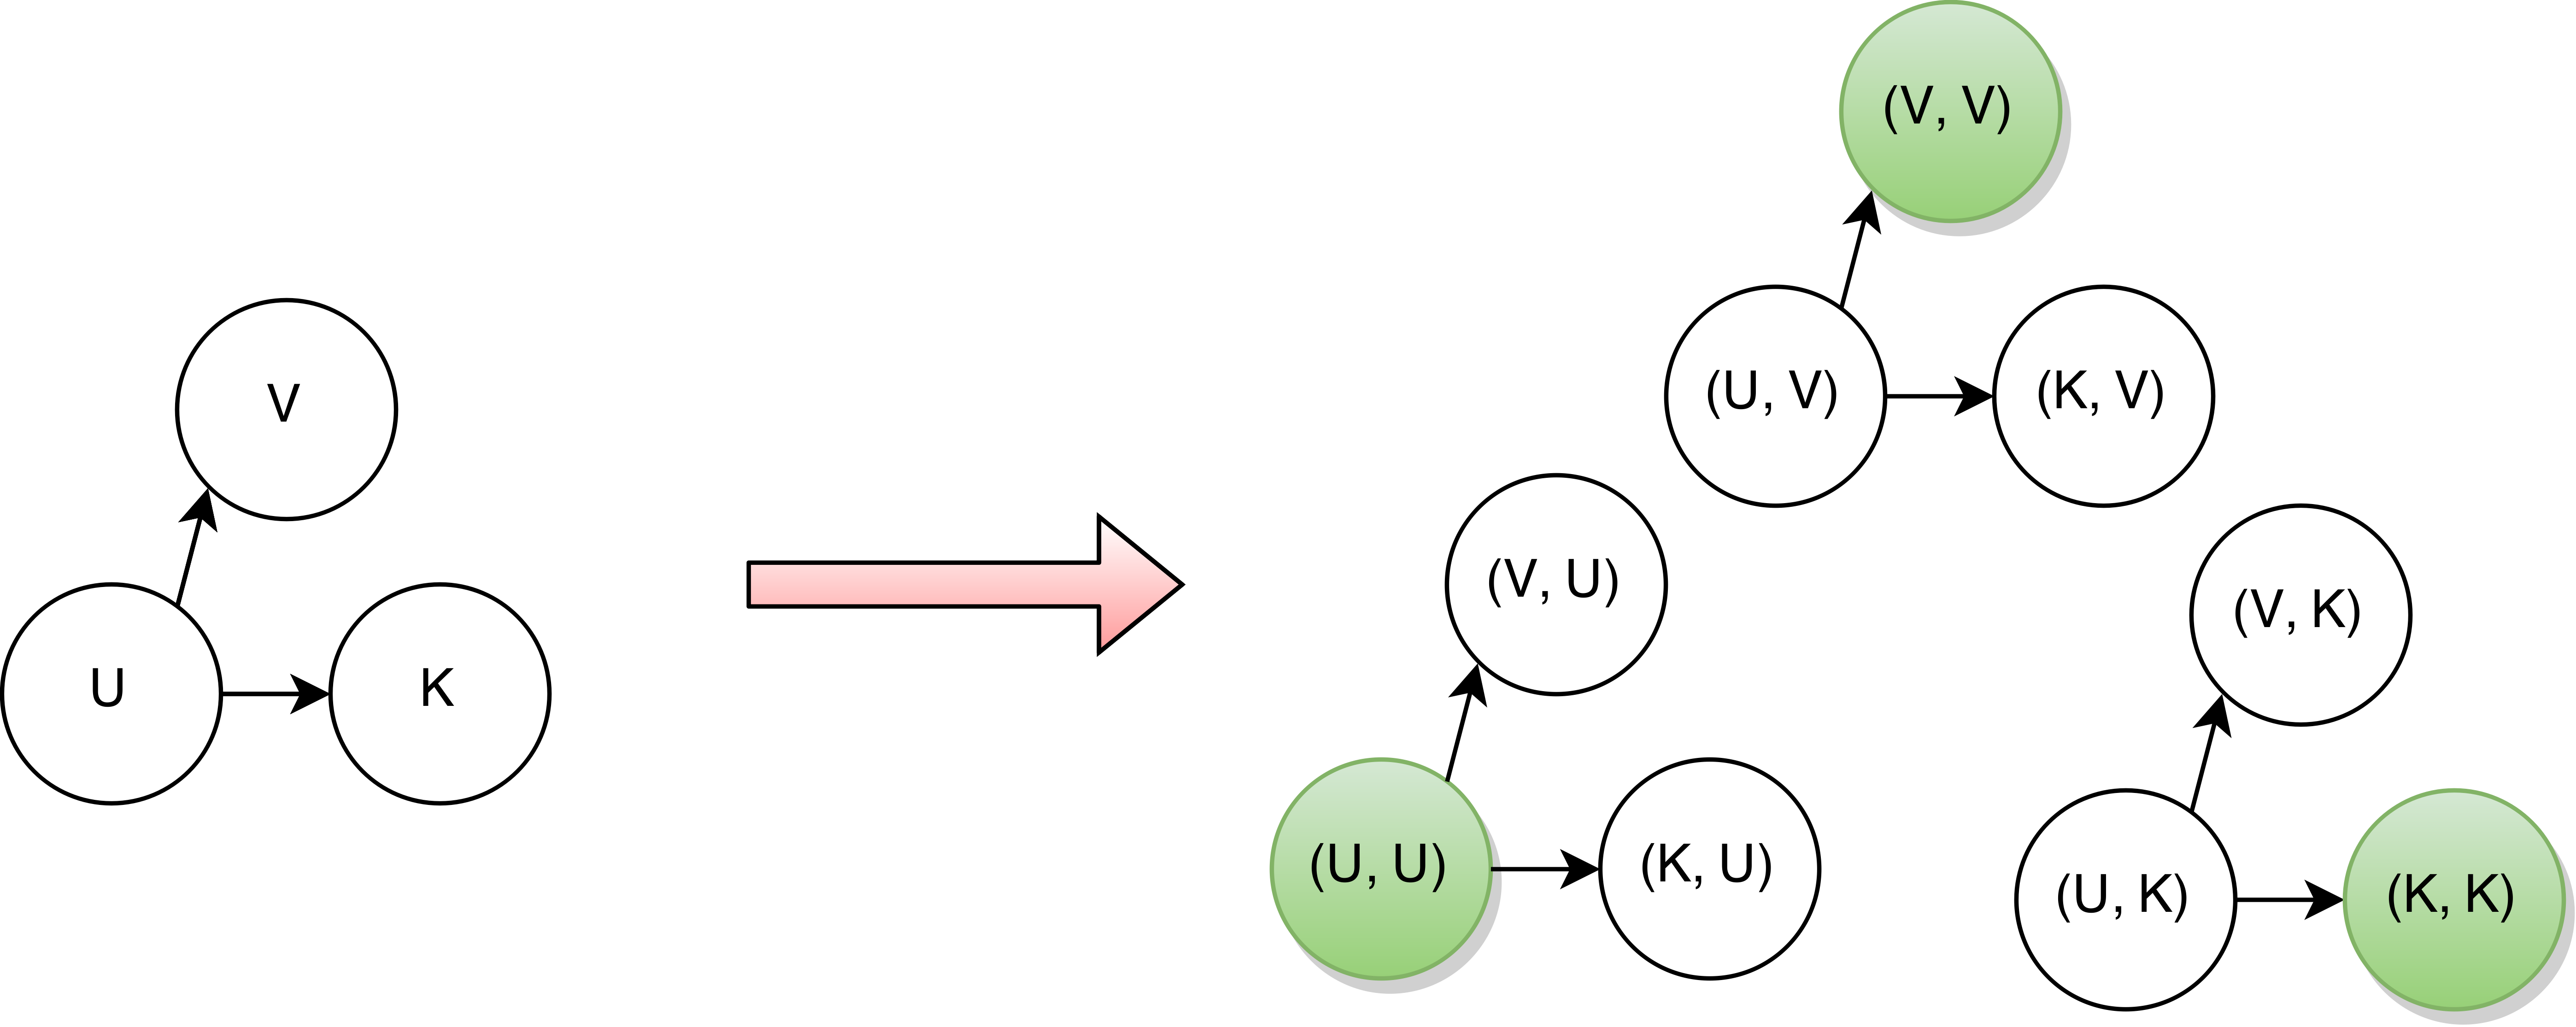 V
U
K
(V, V)
(U, V)
(K, V)
(V, U)
(U, U)
(K, U)
(V, K)
(U, K)
(K, K)